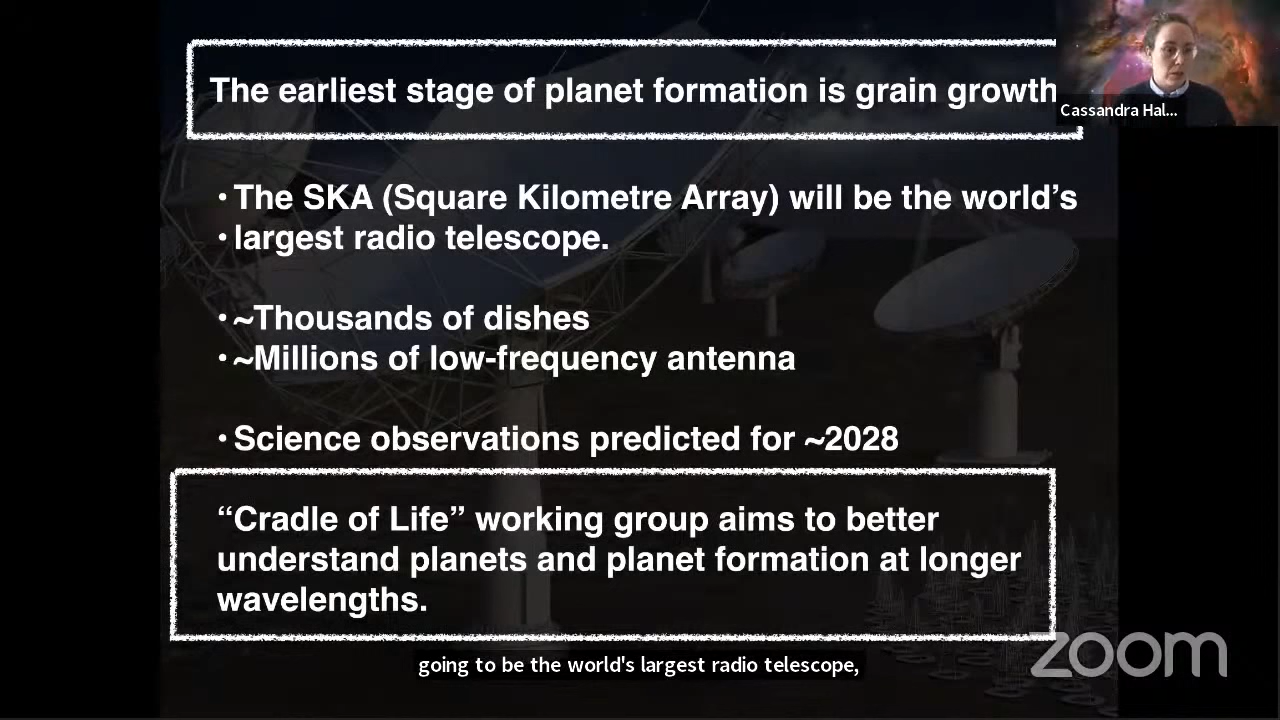 The earliest stage of planet formation is grain growth
Cassandra Hal...
• The SKA (Square Kilometre Array) will be the world’s
• largest radio telescope.
• ~Thousands of dishes
• ~Millions of low-frequency antenna
• Science observations predicted for ~2028
“Cradle of Life” working group aims to better
understand planets and planet formation at longer
wavelengths.
zoom
going to be the world's largest radio telescope,